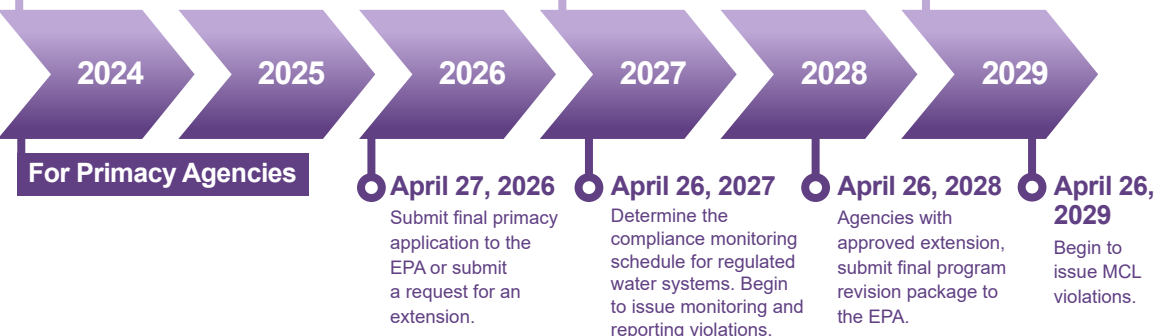 2024
2025
2026
2027
2028
2029
For Primacy Agencies
April 27, 2026
Submit final primacy
application to the
EPA or submit
a request for an
extension.
April 26, 2027
Determine the
compliance monitoring
schedule for regulated
water systems. Begin
to issue monitoring and
reporting violations.
April 26, 2028
Agencies with
approved extension,
submit final program
revision package to
the EPA.
April 26,
2029
Begin to
issue MCL
violations.